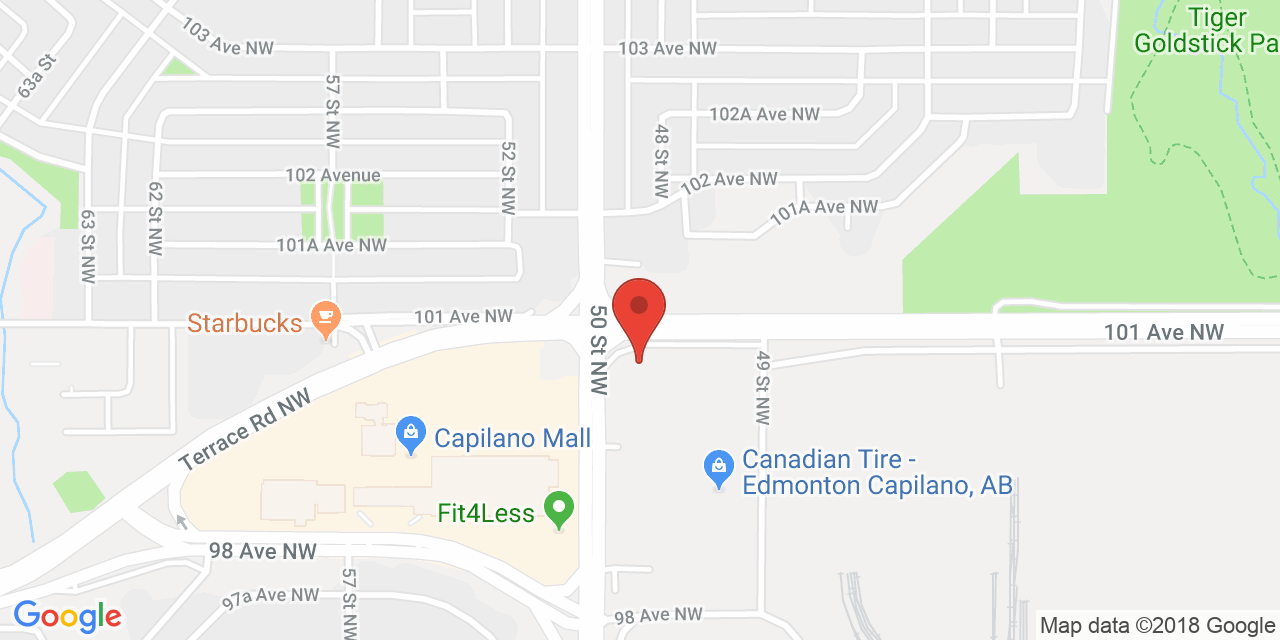 Tiger
Goldstick Pa
103 Ave NW
103 Ave NW
63a St
57 St NW
102A Ave NW
48 St NW
52 St NW
102 Avenue
102 Ave NW
62 St NW
63 St NW
101A Ave NW
101A Ave NW
Starbucks
101 Ave NW
50 St NW
101 Ave NW
49 St NW
Terrace Rd NW
Capilano Mall
Canadian Tire -
Edmonton Capilano, AB
Fit4Less
98 Ave NW
57 St NW
97a Ave NW
98 Ave NW
Google
Map data ©2018 Google